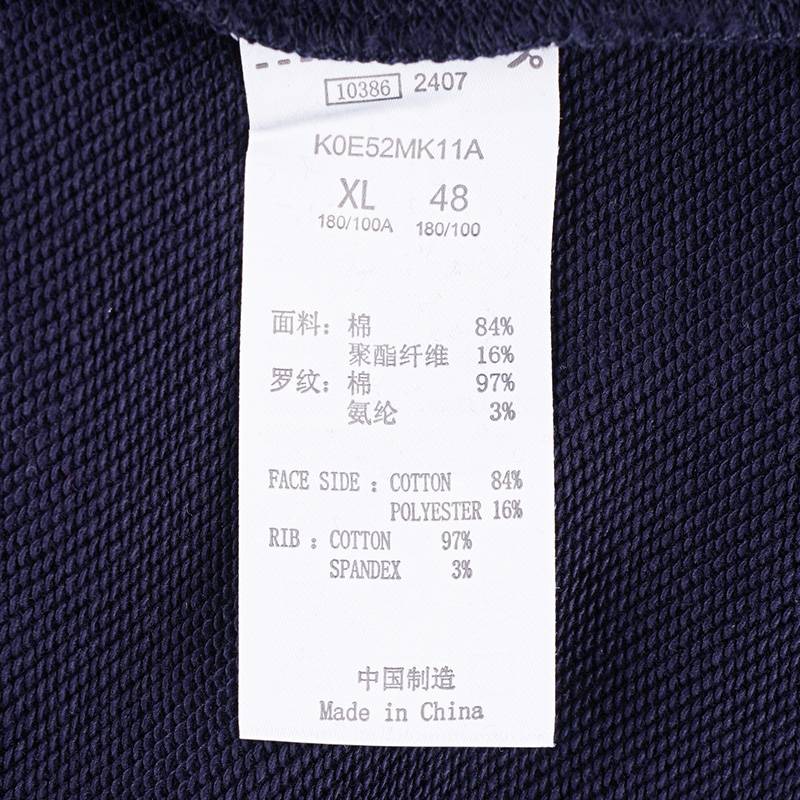 10386 2407
K0E52MK11A
XL 48
180/100A 180/100
面料：棉 84%
聚酯纤维 16%
罗纹：棉 97%
氨纶 3%
FACE SIDE : COTTON 84%
POLYESTER 16%
RIB : COTTON 97%
SPANDEX 3%
中国制造
Made in China